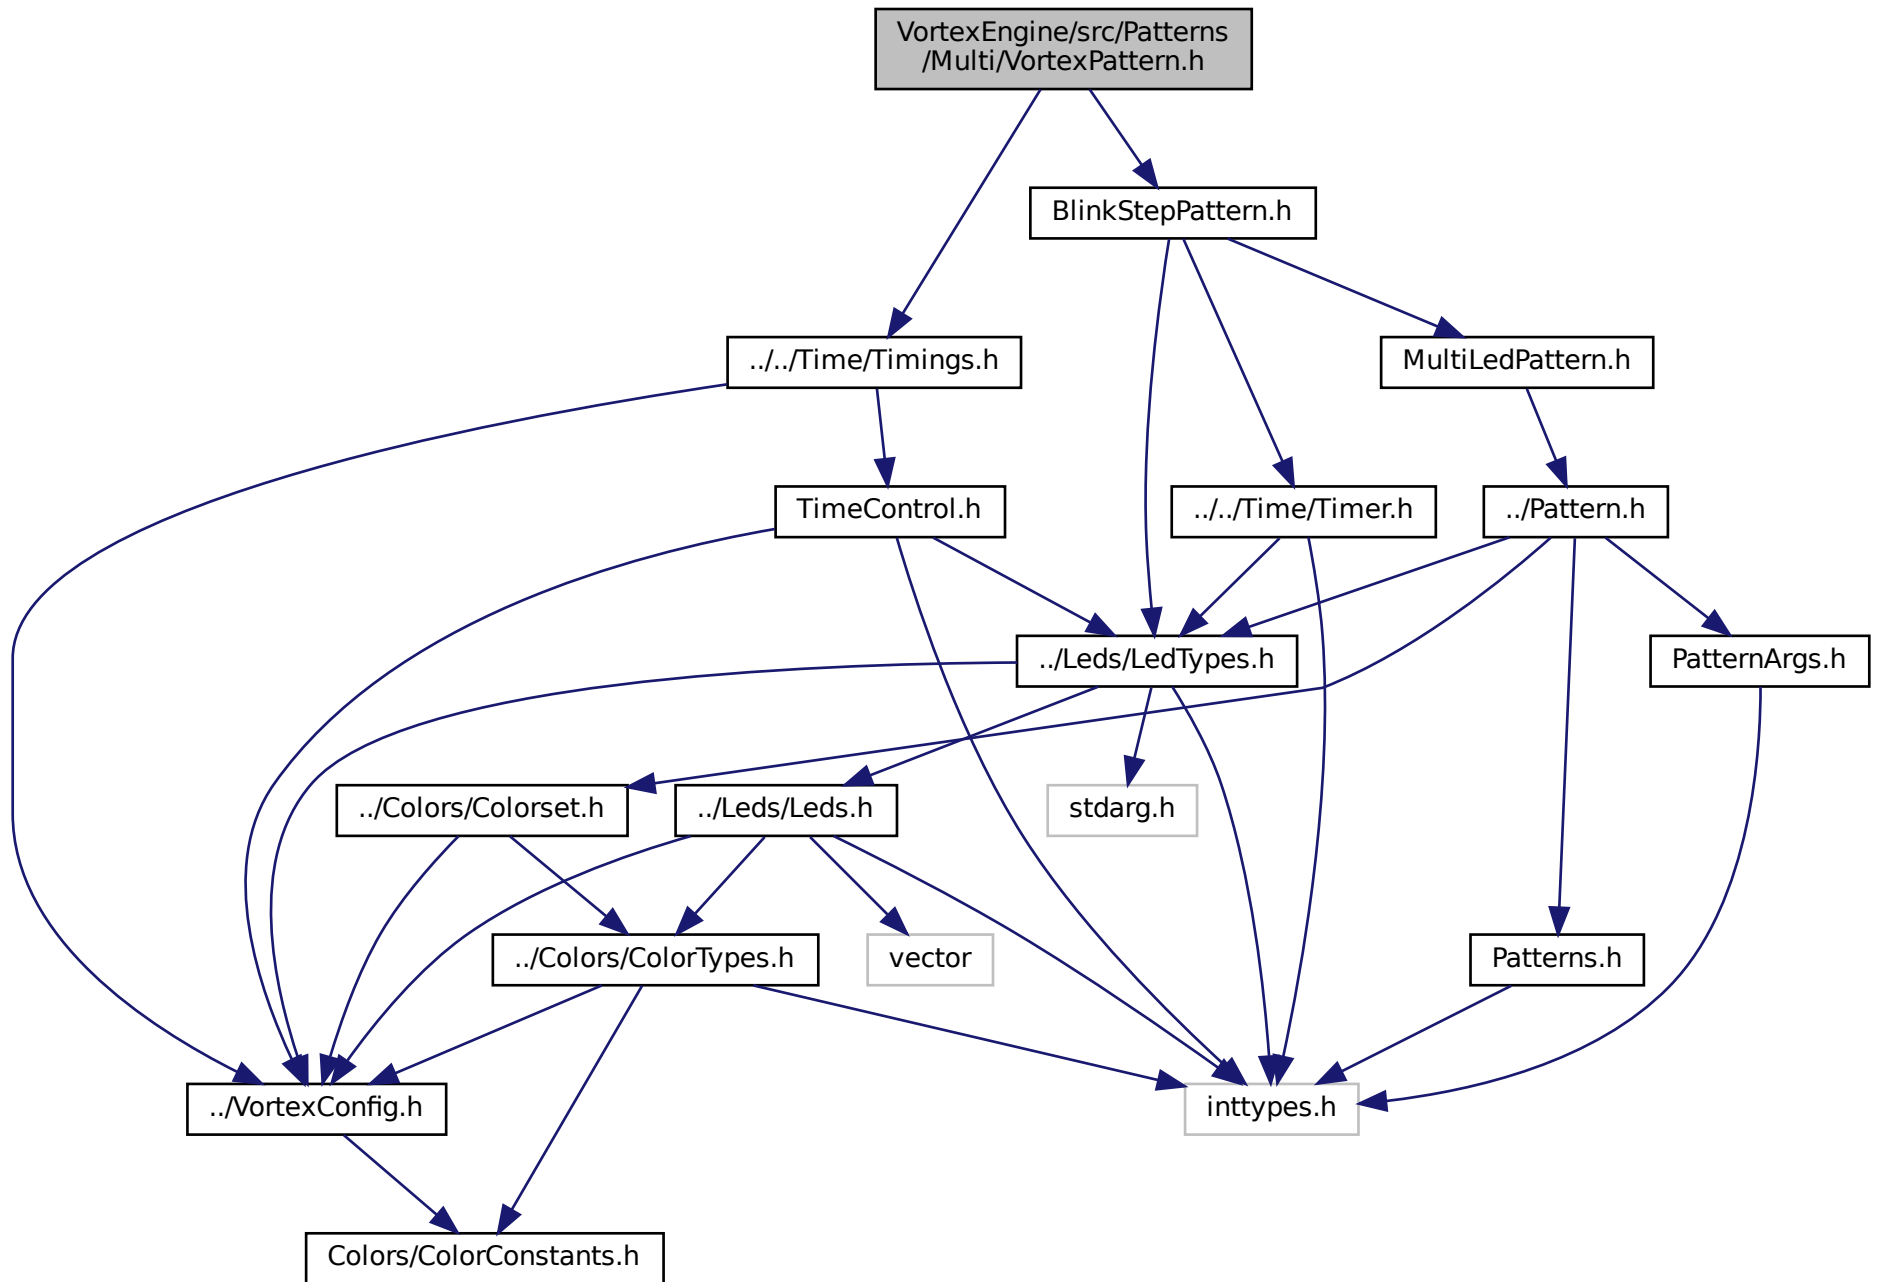 VortexEngine/src/Patterns
/Multi/VortexPattern.h
BlinkStepPattern.h
../../Time/Timings.h
MultiLedPattern.h
TimeControl.h
../../Time/Timer.h
../Pattern.h
../Leds/LedTypes.h
PatternArgs.h
../Colors/Colorset.h
../Leds/Leds.h
stdarg.h
../Colors/ColorTypes.h
vector
Patterns.h
../VortexConfig.h
inttypes.h
Colors/ColorConstants.h